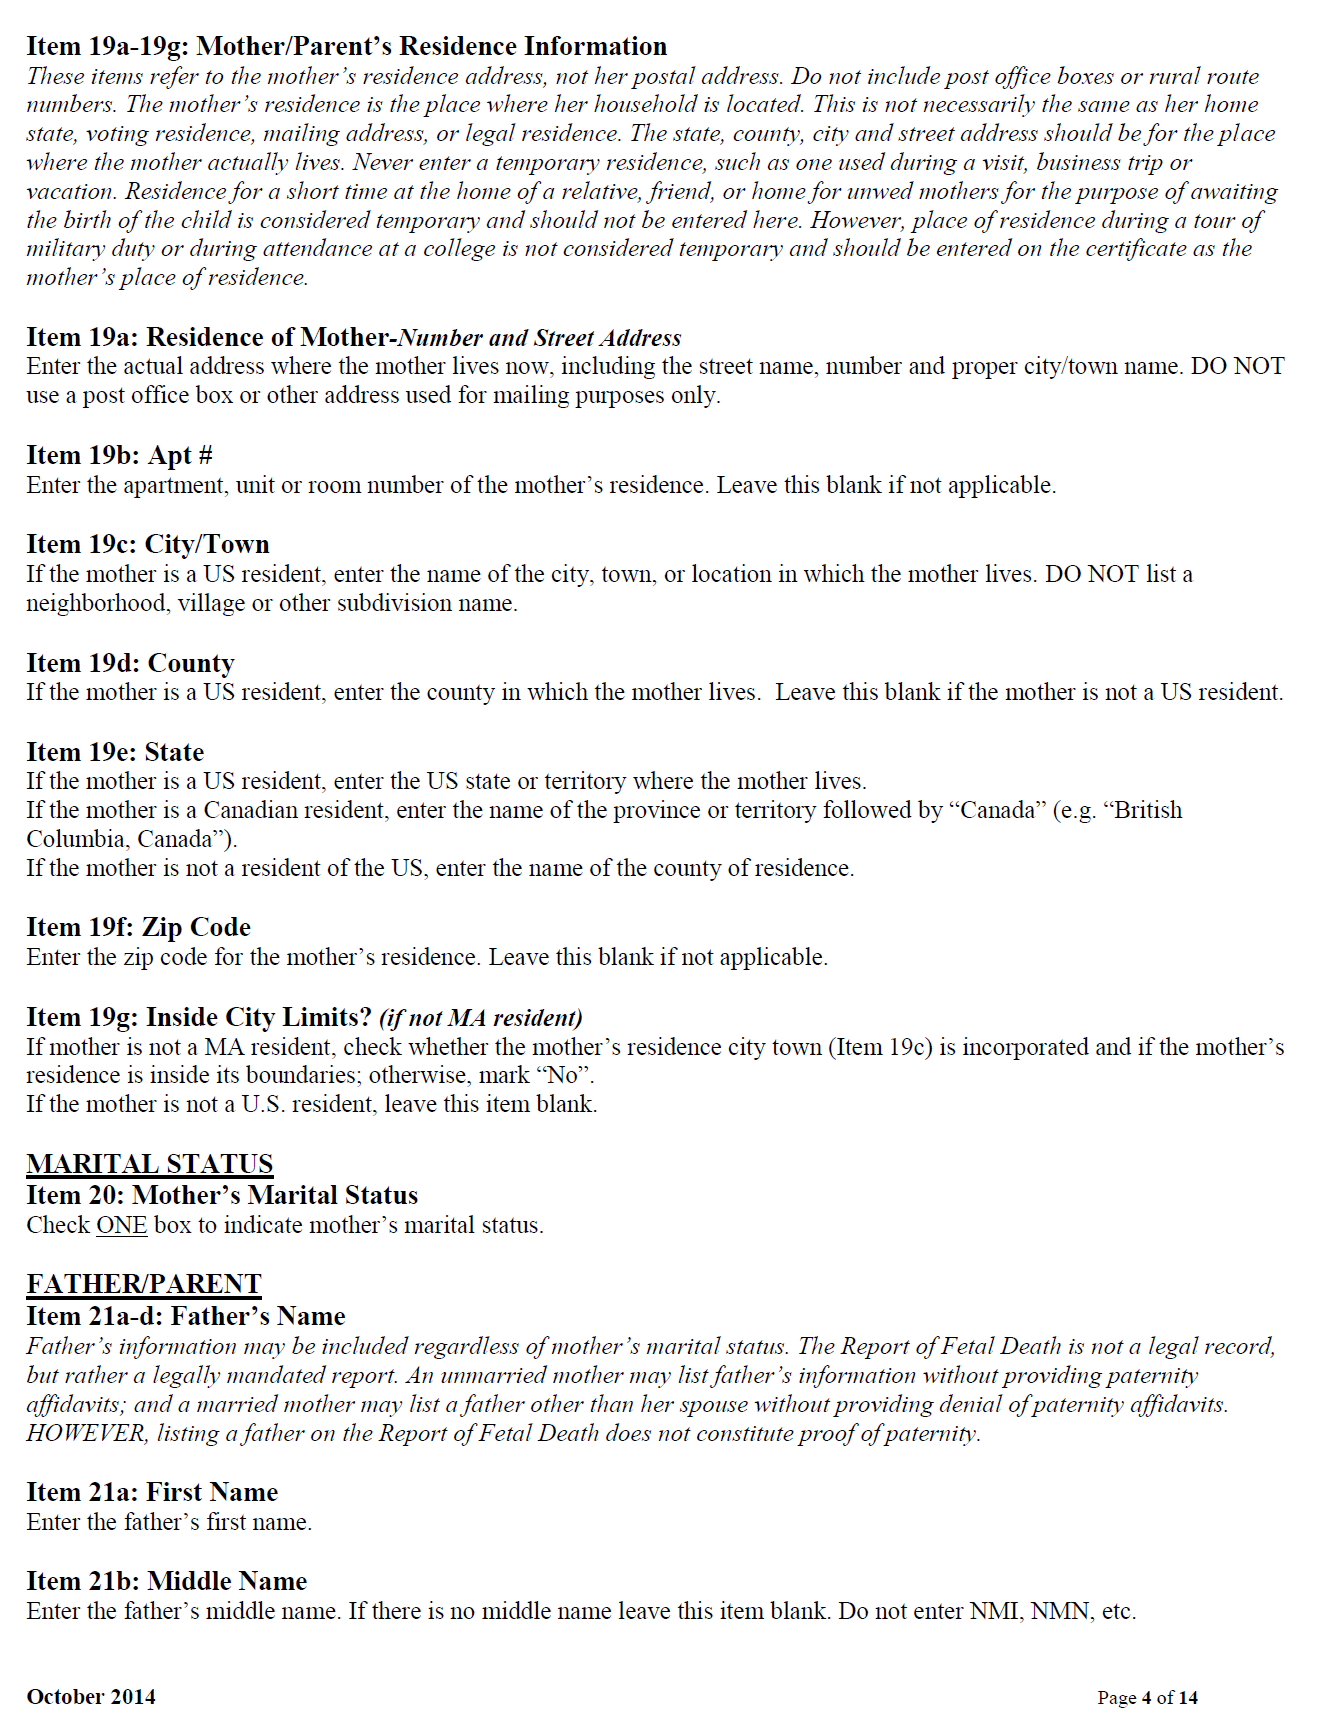 Item 19a-19g: Mother/Parent’s Residence Information
These items refer to the mother’s residence address, not her postal address. Do not include post office boxes or rural route
numbers. The mother’s residence is the place where her household is located. This is not necessarily the same as her home
state, voting residence, mailing address, or legal residence. The state, county, city and street address should be for the place
where the mother actually lives. Never enter a temporary residence, such as one used during a visit, business trip or
vacation. Residence for a short time at the home of a relative, friend, or home for unwed mothers for the purpose of awaiting
the birth of the child is considered temporary and should not be entered here. However, place of residence during a tour of
military duty or during attendance at a college is not considered temporary and should be entered on the certificate as the
mother’s place of residence.
Item 19a: Residence of Mother-Number and Street Address
Enter the actual address where the mother lives now, including the street name, number and proper city/town name. DO NOT
use a post office box or other address used for mailing purposes only.
Item 19b: Apt #
Enter the apartment, unit or room number of the mother’s residence. Leave this blank if not applicable.
Item 19c: City/Town
If the mother is a US resident, enter the name of the city, town, or location in which the mother lives. DO NOT list a
neighborhood, village or other subdivision name.
Item 19d: County
If the mother is a US resident, enter the county in which the mother lives.  Leave this blank if the mother is not a US resident.
Item 19e: State
If the mother is a US resident, enter the US state or territory where the mother lives.
If the mother is a Canadian resident, enter the name of the province or territory followed by “Canada” (e.g. “British
Columbia, Canada”).
If the mother is not a resident of the US, enter the name of the county of residence.
Item 19f: Zip Code
Enter the zip code for the mother’s residence. Leave this blank if not applicable.
Item 19g: Inside City Limits? (if not MA resident)
If mother is not a MA resident, check whether the mother’s residence city town (Item 19c) is incorporated and if the mother’s
residence is inside its boundaries; otherwise, mark “No”.
If the mother is not a U.S. resident, leave this item blank.
MARITAL STATUS
Item 20: Mother’s Marital Status
Check ONE box to indicate mother’s marital status.
FATHER/PARENT
Item 21a-d: Father’s Name
Father’s information may be included regardless of mother’s marital status. The Report of Fetal Death is not a legal record,
but rather a legally mandated report. An unmarried mother may list father’s information without providing paternity
affidavits; and a married mother may list a father other than her spouse without providing denial of paternity affidavits.
HOWEVER, listing a father on the Report of Fetal Death does not constitute proof of paternity.
Item 21a: First Name
Enter the father’s first name.
Item 21b: Middle Name
Enter the father’s middle name. If there is no middle name leave this item blank. Do not enter NMI, NMN, etc.
October 2014 Page 4 of 14